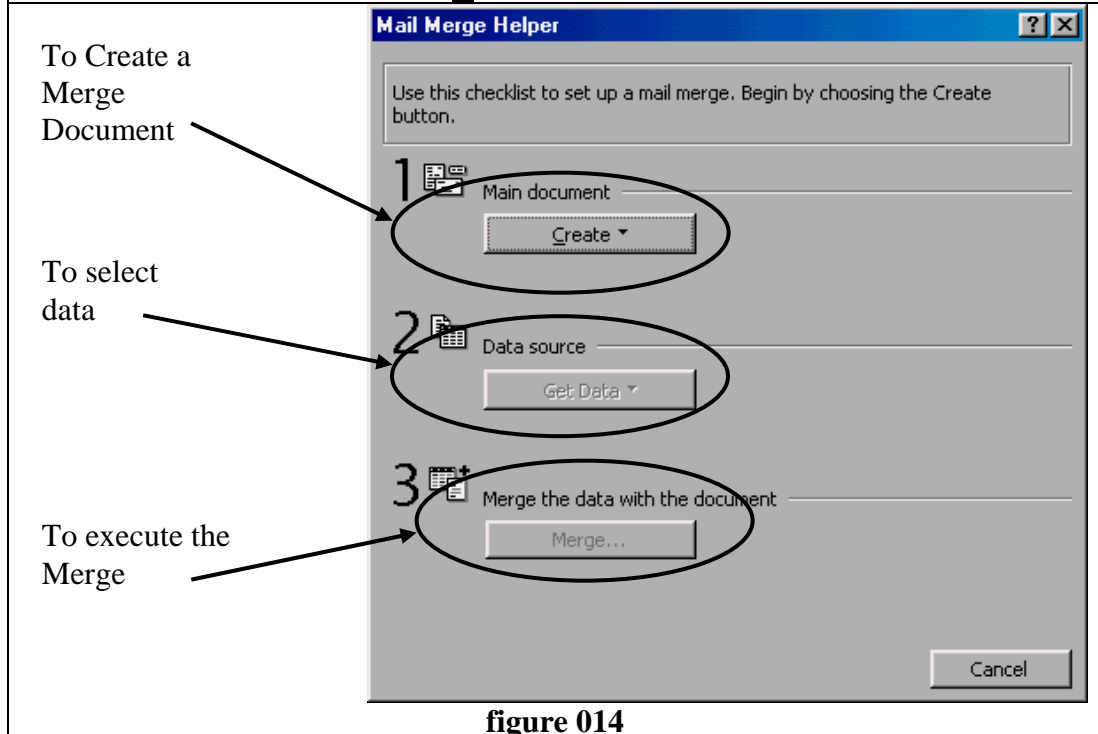 Mail Merge Helper
To Create a
Merge
Document
Use this checklist to set up a mail merge. Begin by choosing the Create
button.
1 Main document
Create
To select
data
2 Data source
Get Data
3 Merge the data with the document
Merge...
To execute the
Merge
Cancel
figure 014